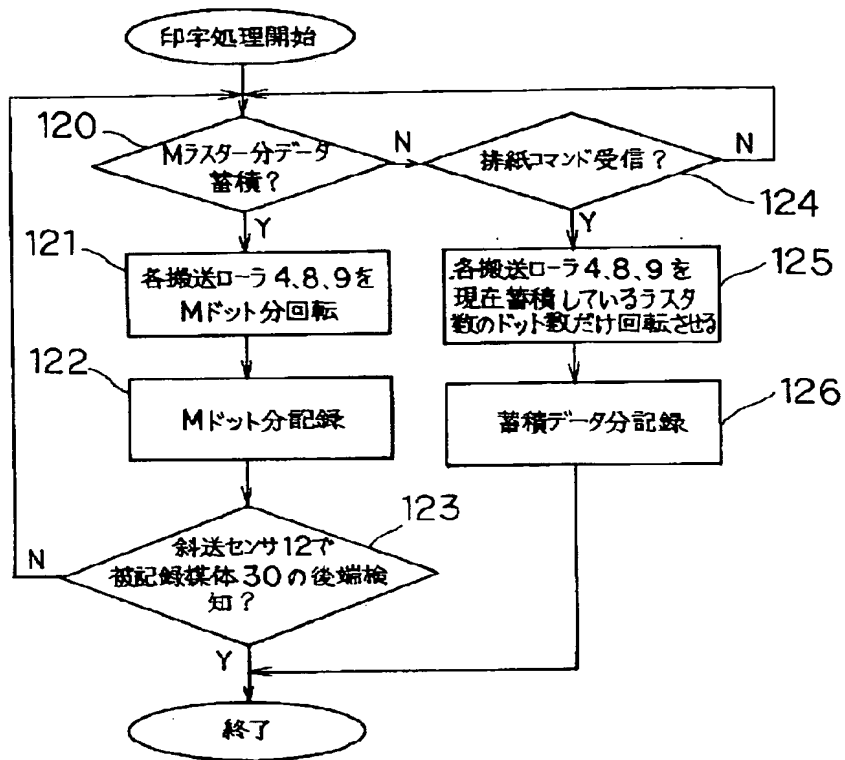 印字処理開始
120
Mラスター分データ
蓄積?
N
排紙コマンド受信?
N
124
Y
Y
121
各搬送ローラ4、8、9を
Mドット分回転
各搬送ローラ4、8、9を
現在蓄積しているラスタ
数のドット数だけ回転させる
125
122
Mドット分記録
蓄積データ分記録
126
123
斜送センサ12で
被記録媒体30の後端検
知?
N
Y
終了